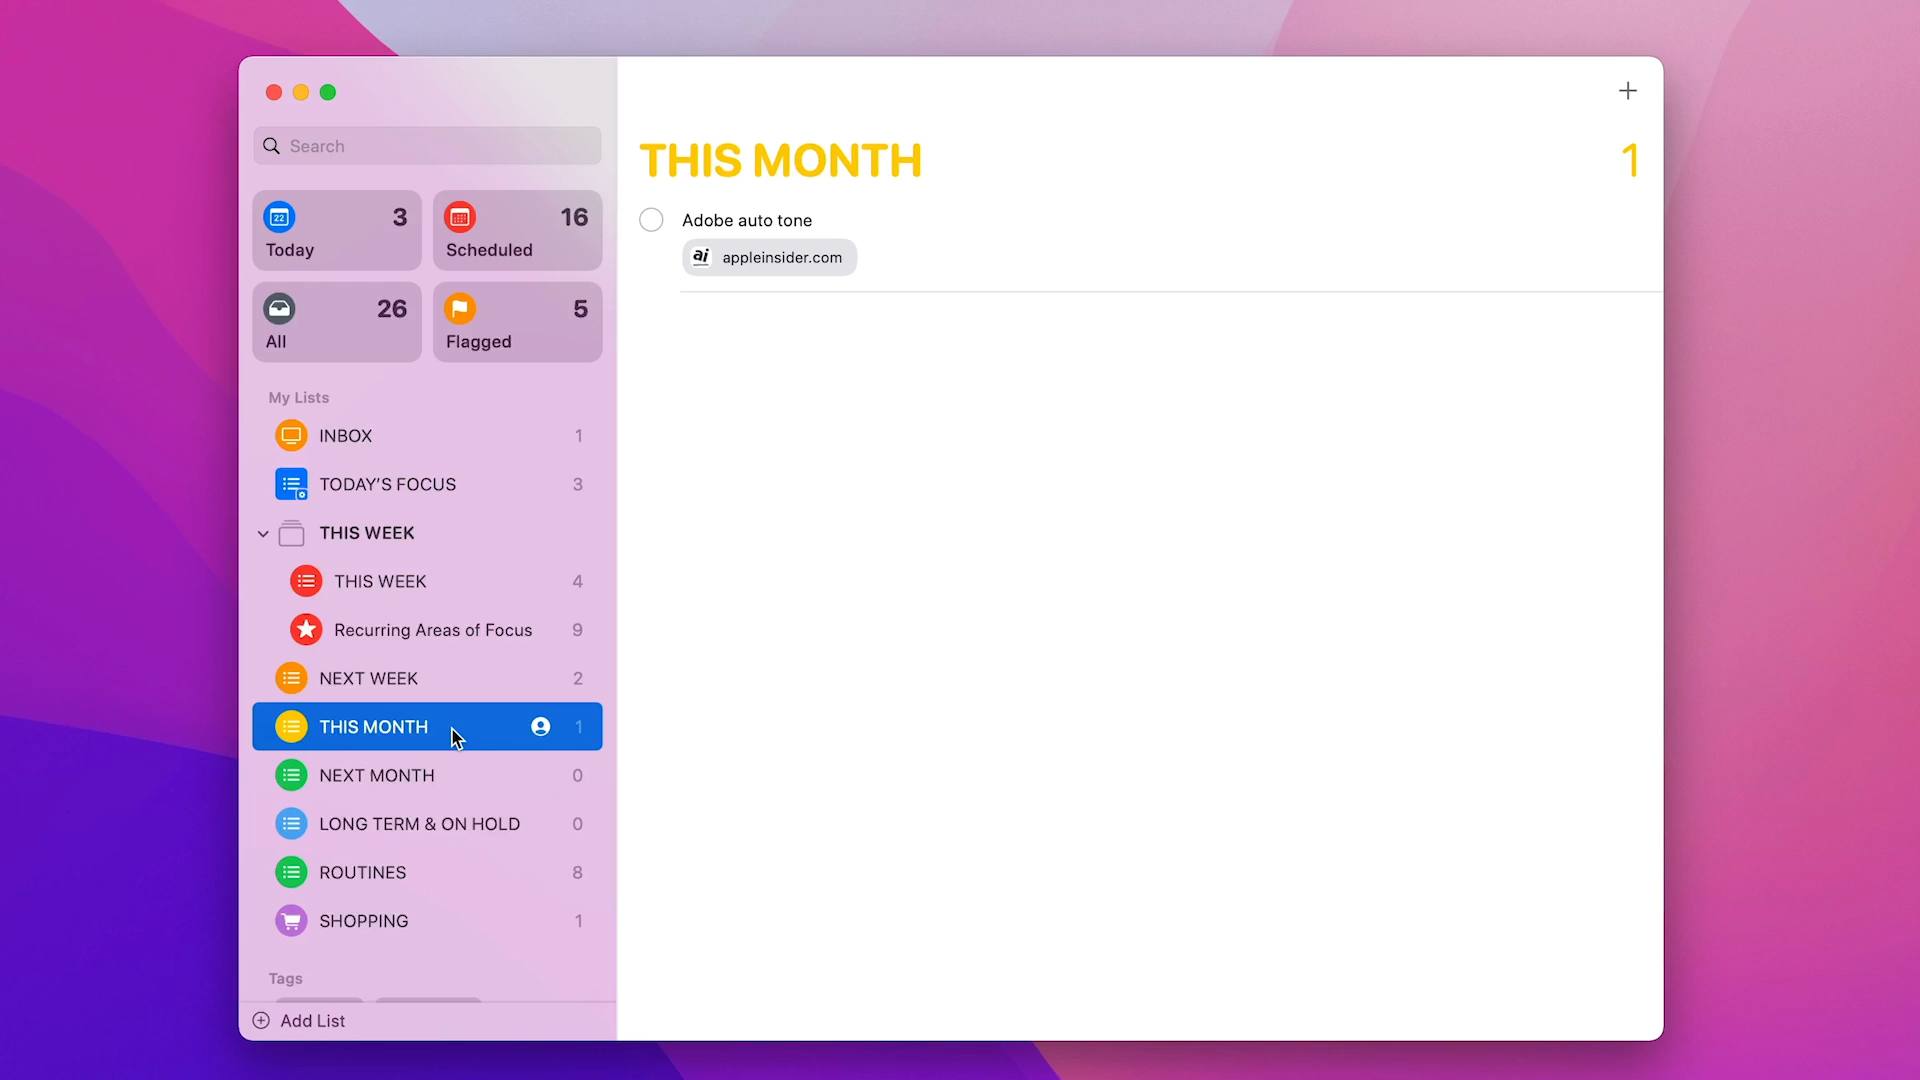 Search
22
3
Today
16
Scheduled
26
All
5
Flagged
My Lists
INBOX 1
TODAY’S FOCUS 3
THIS WEEK
THIS WEEK 4
Recurring Areas of Focus 9
NEXT WEEK 2
THIS MONTH 1
NEXT MONTH 0
LONG TERM & ON HOLD 0
ROUTINES 8
SHOPPING 1
Tags
Add List
THIS MONTH 1
Adobe auto tone
ai appleinsider.com